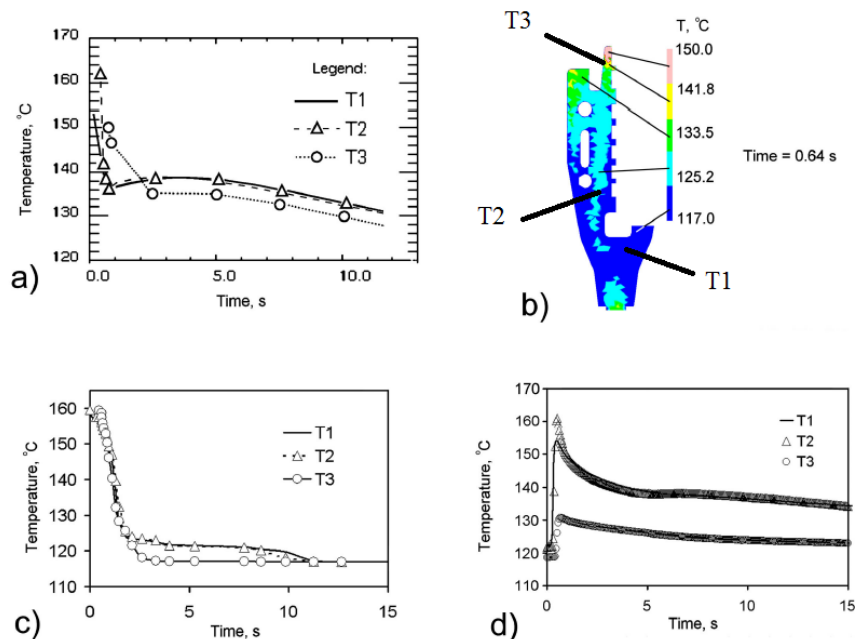 a)
170
160
150
140
130
120
Temperature, °C
Legend:
T1
T2
T3
0.0
5.0
10.0
Time, s
b)
T3
T2
T1
T, °C
150.0
141.8
133.5
125.2
117.0
Time = 0.64 s
c)
160
150
140
130
120
110
Temperature, °C
T1
T2
T3
0
5
10
15
Time, s
d)
170
160
150
140
130
120
110
Temperature, °C
T1
T2
T3
0
5
10
15
Time, s